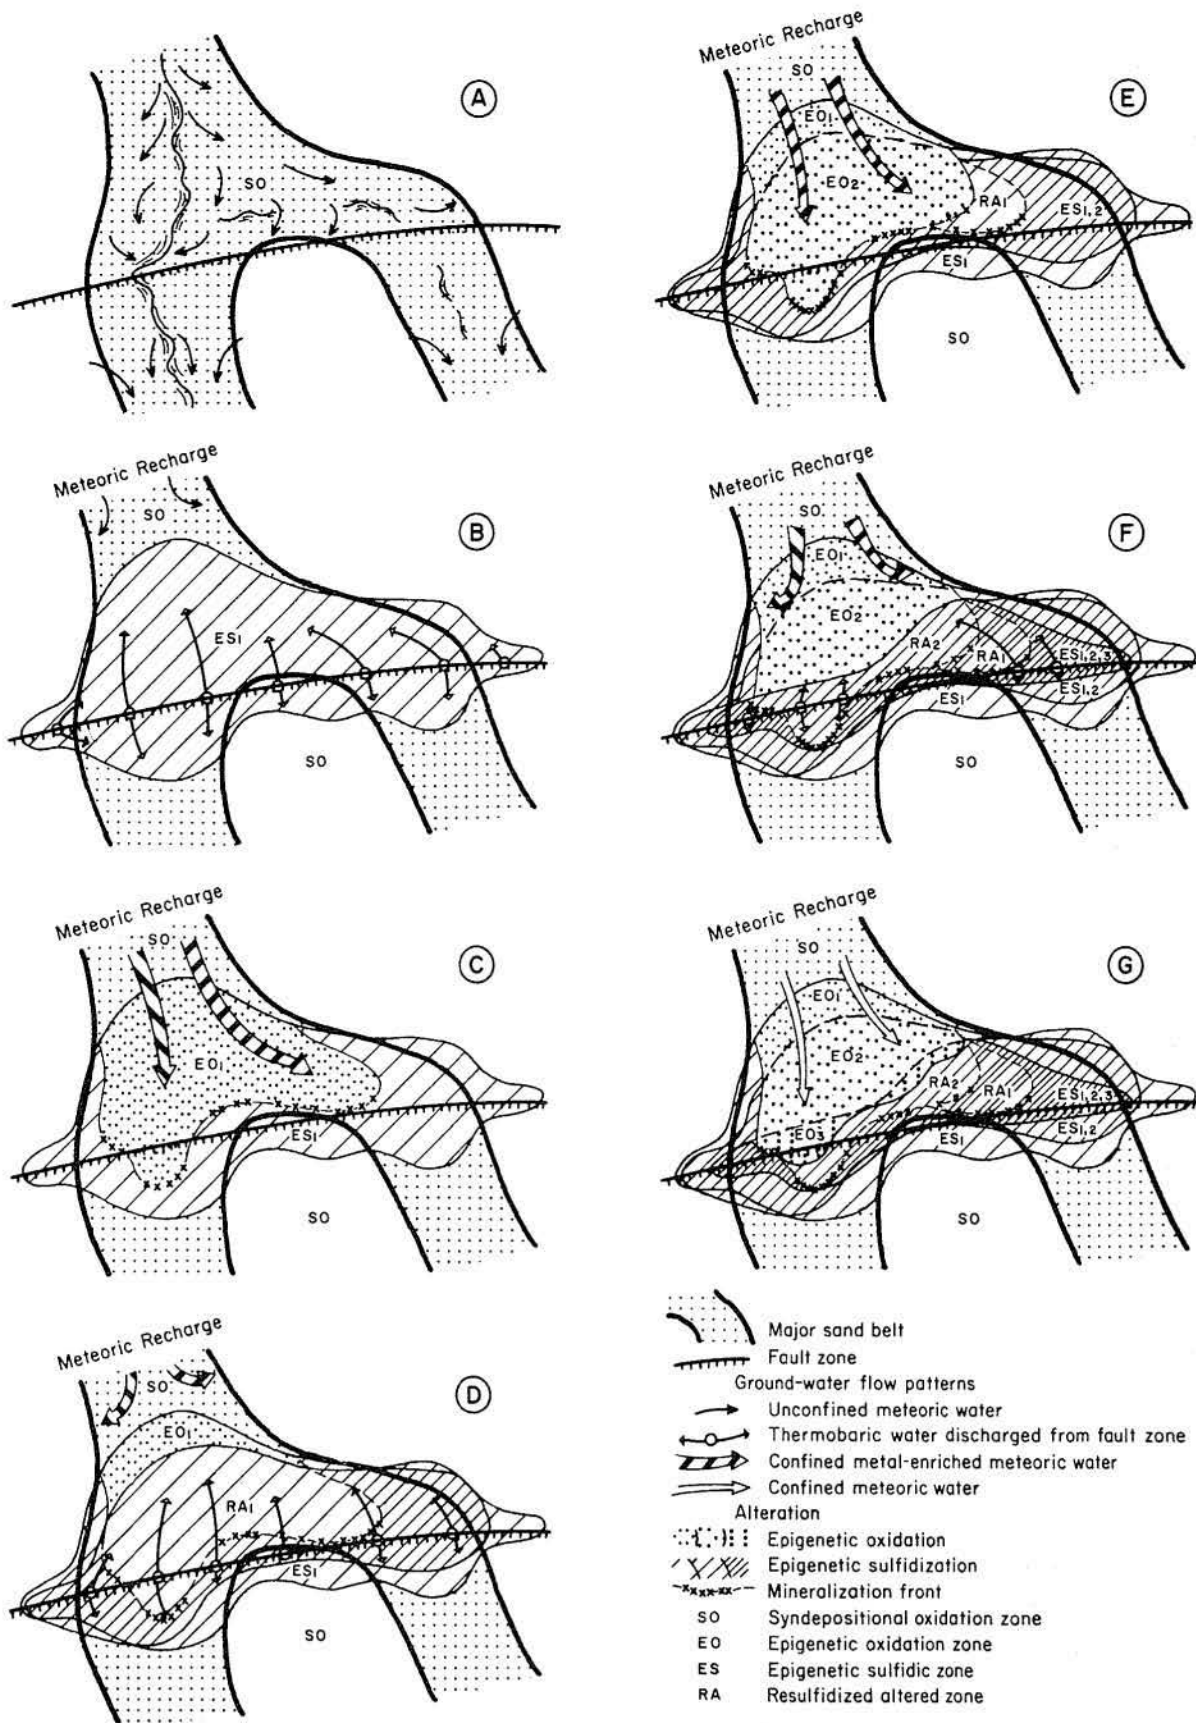 A
SO
Meteoric Recharge
SO
B
ES1
SO
Meteoric Recharge
SO
C
EO1
ES1
SO
Meteoric Recharge
SO
D
EO1
RA1
ES1
SO
Meteoric Recharge
SO
E
EO1
EO2
RA1
ES1,2
ES1
SO
Meteoric Recharge
SO
F
EO1
EO2
RA2
RA1
ES1,2,3
ES1,2
ES1
SO
Meteoric Recharge
SO
G
EO1
EO2
RA2
RA1
ES1,2,3
EO3
ES1,2
ES1
SO
Major sand belt
Fault zone
Ground-water flow patterns
Unconfined meteoric water
Thermobaric water discharged from fault zone
Confined metal-enriched meteoric water
Confined meteoric water
Alteration
Epigenetic oxidation
Epigenetic sulfidization
Mineralization front
SO Syndepositional oxidation zone
EO Epigenetic oxidation zone
ES Epigenetic sulfidic zone
RA Resulfidized altered zone